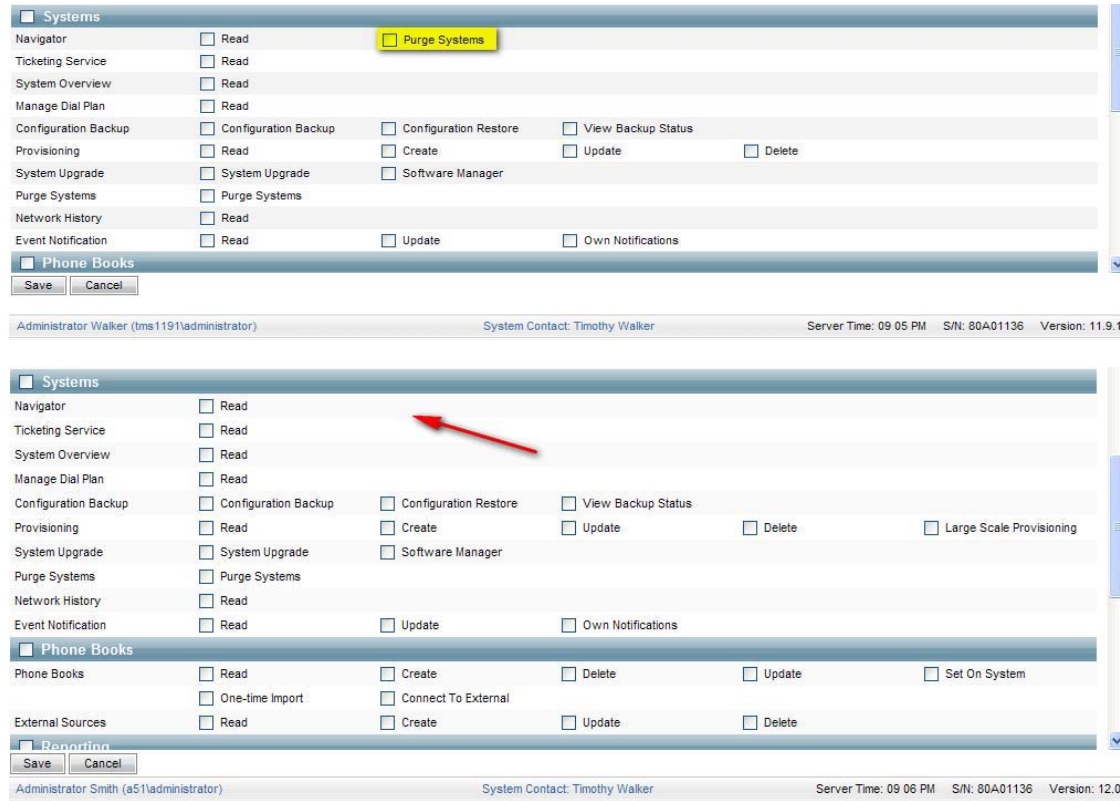 Systems
Navigator Read Purge Systems
Ticketing Service Read
System Overview Read
Manage Dial Plan Read
Configuration Backup Configuration Backup Configuration Restore View Backup Status
Provisioning Read Create Update Delete
System Upgrade System Upgrade Software Manager
Purge Systems Purge Systems
Network History Read
Event Notification Read Update Own Notifications
Phone Books
Save Cancel
Administrator Walker (tms1191\administrator) System Contact: Timothy Walker Server Time: 09 05 PM S/N: 80A01136 Version: 11.9.1
Systems
Navigator Read
Ticketing Service Read
System Overview Read
Manage Dial Plan Read
Configuration Backup Configuration Backup Configuration Restore View Backup Status
Provisioning Read Create Update Delete Large Scale Provisioning
System Upgrade System Upgrade Software Manager
Purge Systems Purge Systems
Network History Read
Event Notification Read Update Own Notifications
Phone Books
Phone Books Read Create Delete Update Set On System
One-time Import Connect To External
External Sources Read Create Update Delete
Reporting
Save Cancel
Administrator Smith (a51\administrator) System Contact: Timothy Walker Server Time: 09 06 PM S/N: 80A01136 Version: 12.0